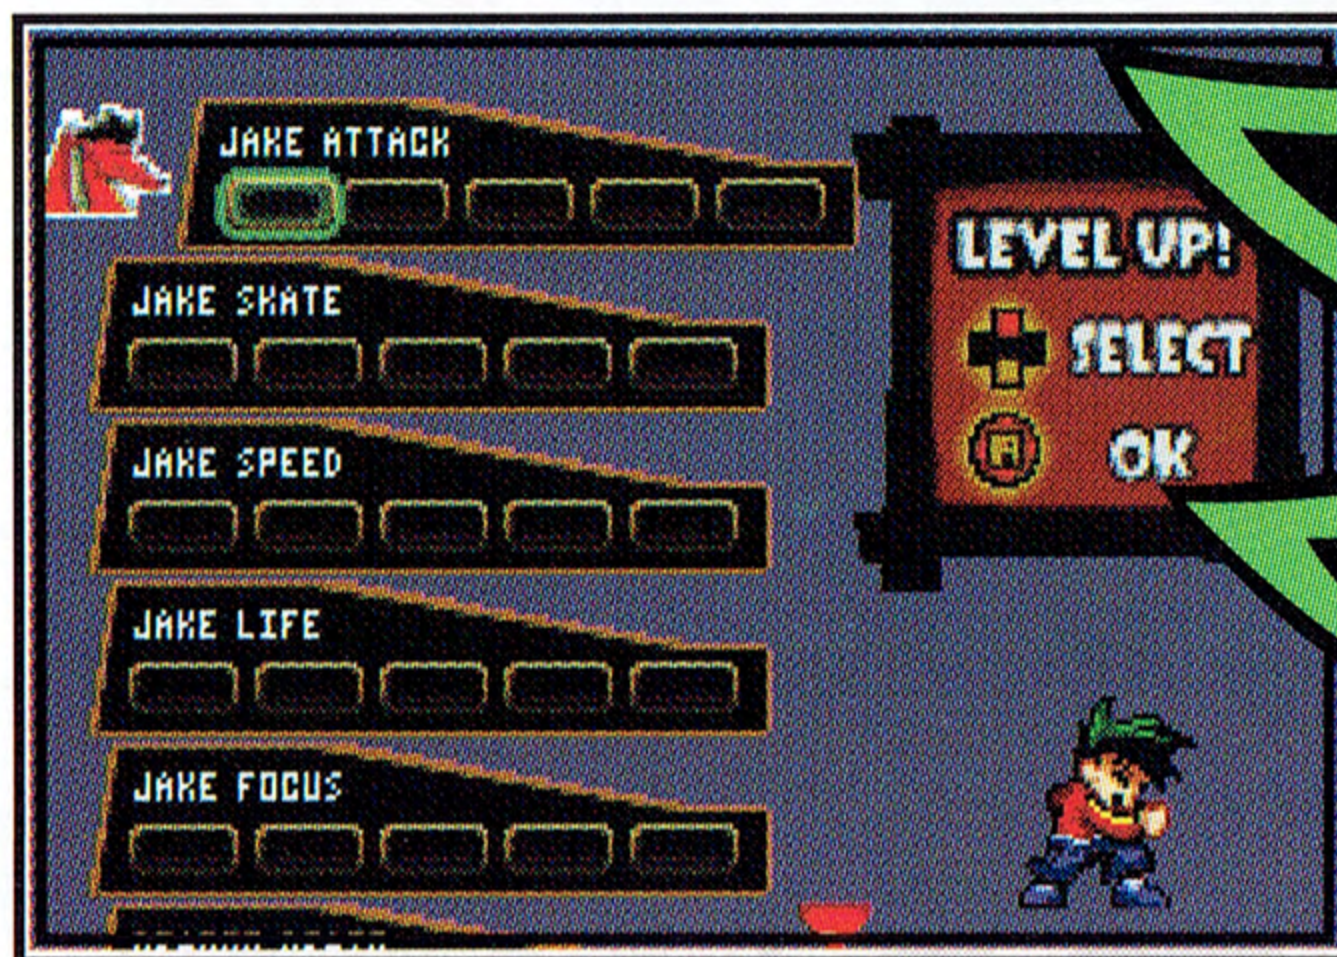 JAKE ATTACK
JAKE SKATE
JAKE SPEED
JAKE LIFE
JAKE FOCUS
LEVEL UP!
SELECT
A OK